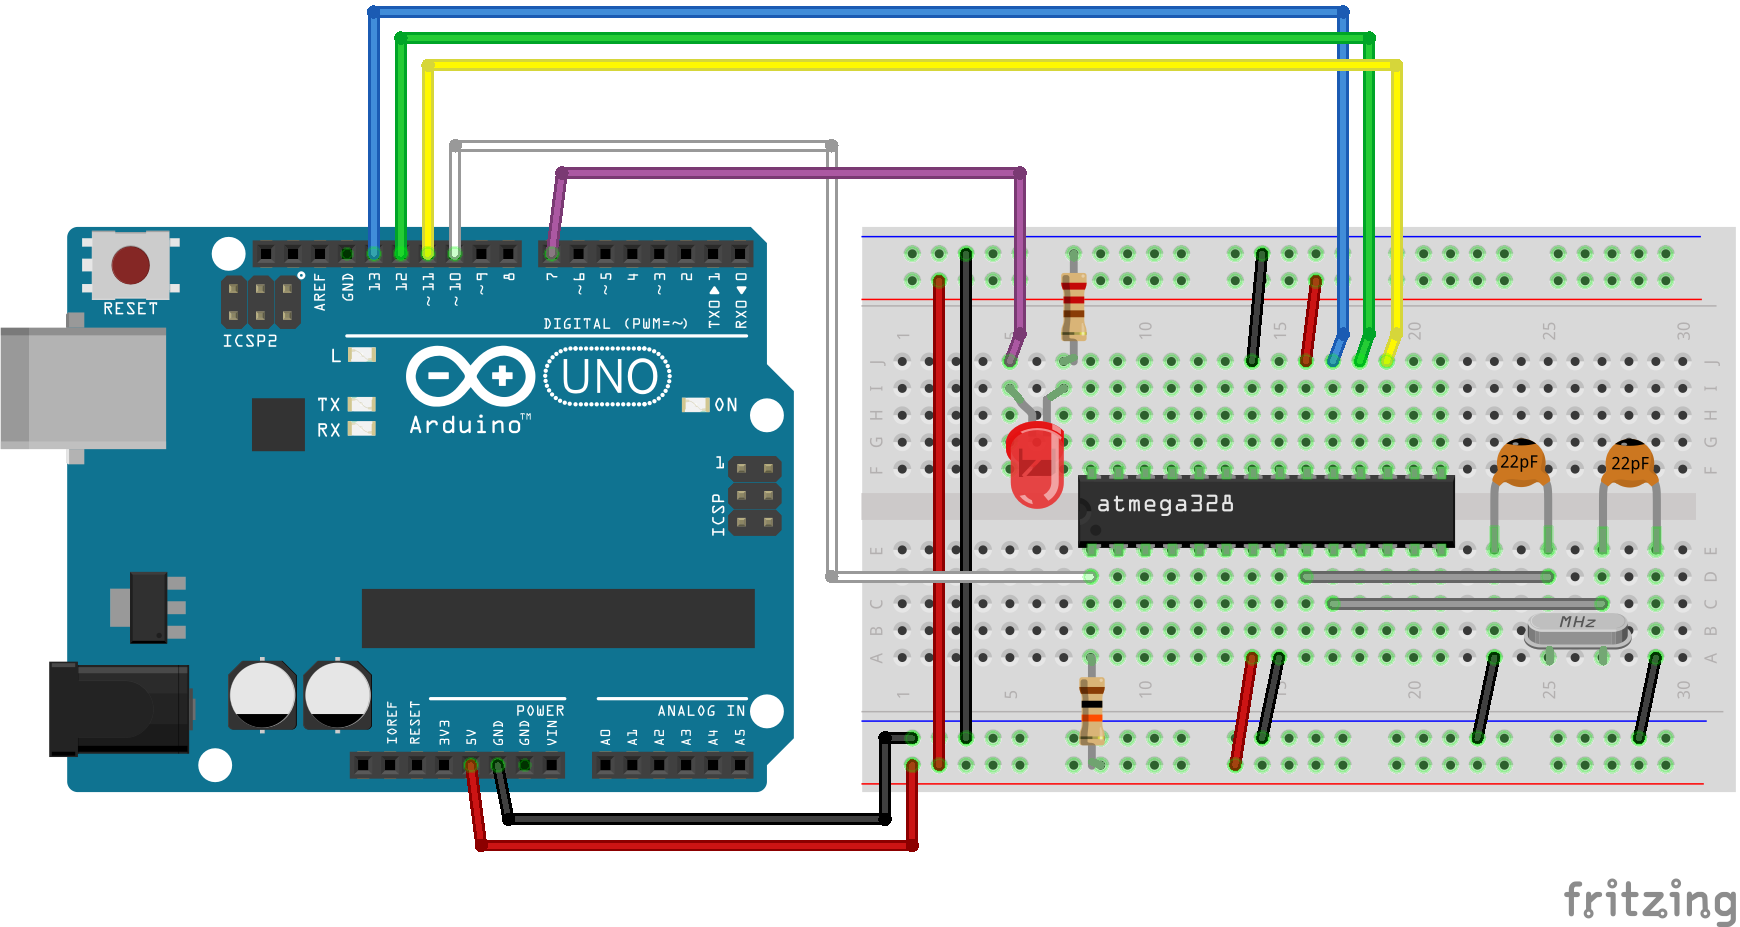 RESET
ICSP2
AREF
GND
13
12
~11
~10
~9
8
7
~6
~5
4
~3
2
TX0▶1
RX0◀0
DIGITAL (PWM=~)
L
TX
RX
UNO
Arduino™
ON
1
ICSP
IOREF
RESET
3V3
5V
GND
GND
VIN
POWER
A0
A1
A2
A3
A4
A5
ANALOG IN
1
10
15
20
25
30
J
J
I
I
H
H
G
G
F
F
22pF
22pF
atmega328
E
E
D
D
C
C
B
B
MHz
A
A
1
5
10
15
20
25
30
fritzing